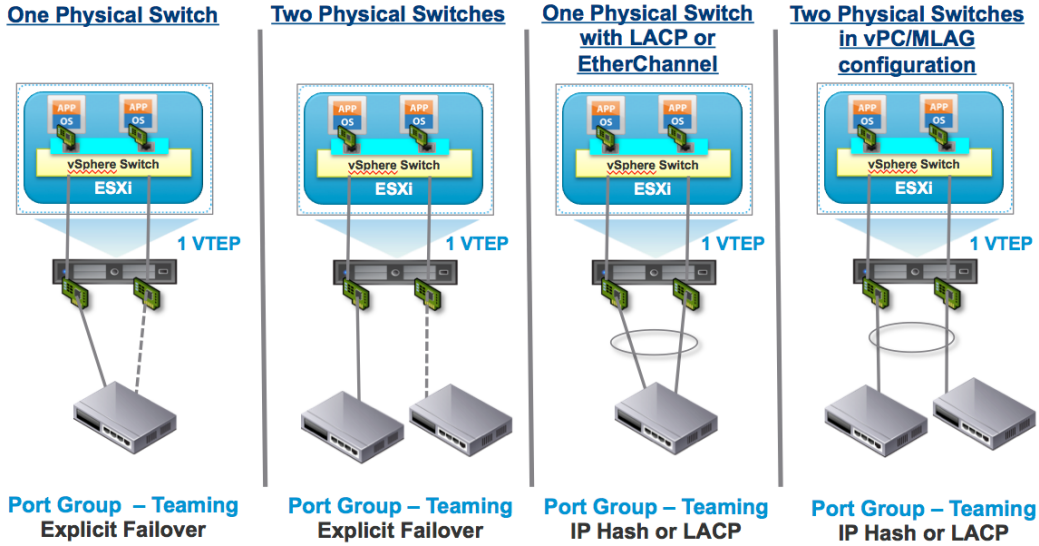 One Physical Switch
APP
OS
APP
OS
vSphere Switch
ESXi
1 VTEP
Port Group – Teaming
Explicit Failover
Two Physical Switches
APP
OS
APP
OS
vSphere Switch
ESXi
1 VTEP
Port Group – Teaming
Explicit Failover
One Physical Switch
with LACP or
EtherChannel
APP
OS
APP
OS
vSphere Switch
ESXi
1 VTEP
Port Group – Teaming
IP Hash or LACP
Two Physical Switches
in vPC/MLAG
configuration
APP
OS
APP
OS
vSphere Switch
ESXi
1 VTEP
Port Group – Teaming
IP Hash or LACP